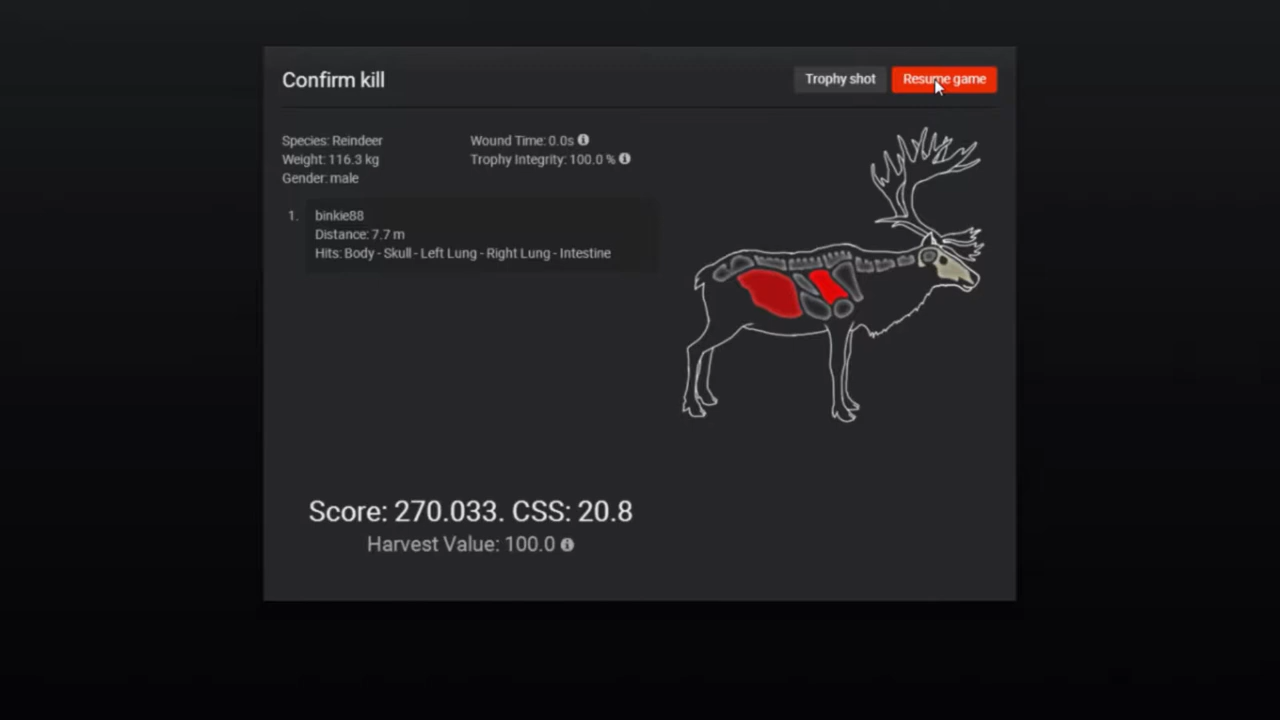 Confirm kill
Trophy shot
Resume game
Species: Reindeer
Weight: 116.3 kg
Gender: male
Wound Time: 0.0s
Trophy Integrity: 100.0 %
1.
binkie88
Distance: 7.7 m
Hits: Body - Skull - Left Lung - Right Lung - Intestine
Score: 270.033. CSS: 20.8
Harvest Value: 100.0